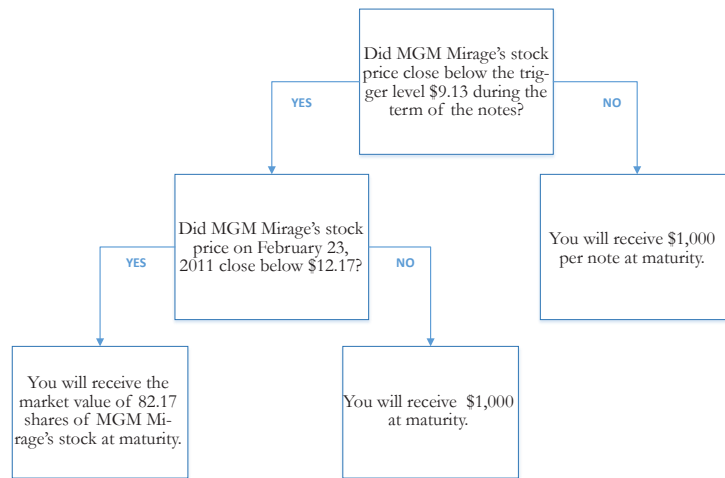 Did MGM Mirage's stock
price close below the trig-
ger level $9.13 during the
term of the notes?
YES
NO
Did MGM Mirage's stock
price on February 23,
2011 close below $12.17?
You will receive $1,000
per note at maturity.
YES
NO
You will receive the
market value of 82.17
shares of MGM Mi-
rage's stock at maturity.
You will receive $1,000
at maturity.